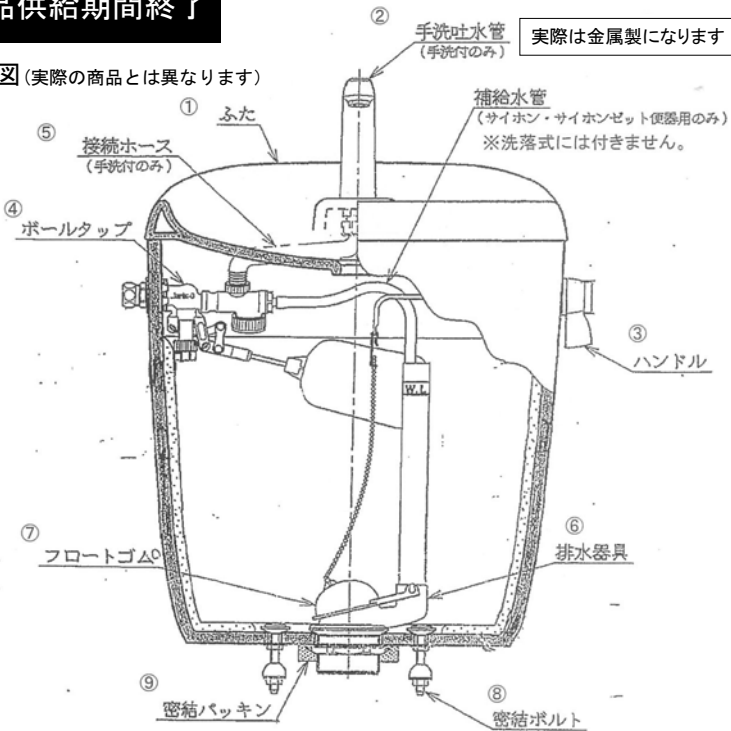 品供給期間終了
図(実際の商品とは異なります)
②
手洗吐水管
(手洗付のみ)
実際は金属製になります
①
ふた
補給水管
(サイホン・サイホンゼット便器用のみ)
※洗落式には付きません。
⑤
接続ホース
(手洗付のみ)
④
ボールタップ
③
ハンドル
W.L
⑦
フロートゴム
⑥
排水器具
⑨
密結パッキン
⑧
密結ボルト